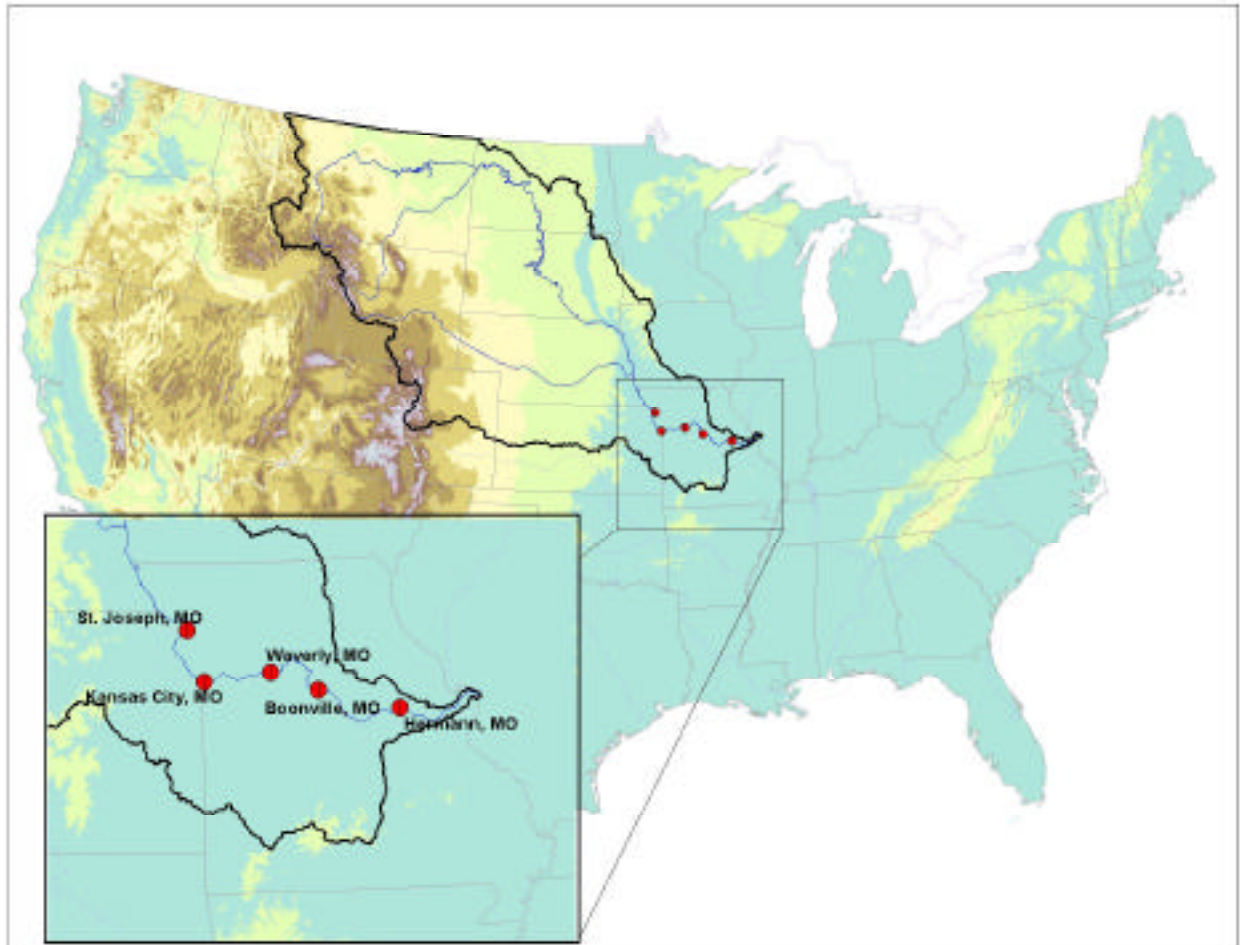 St. Joseph, MO
Waverly, MO
Kansas City, MO
Boonville, MO
Hermann, MO